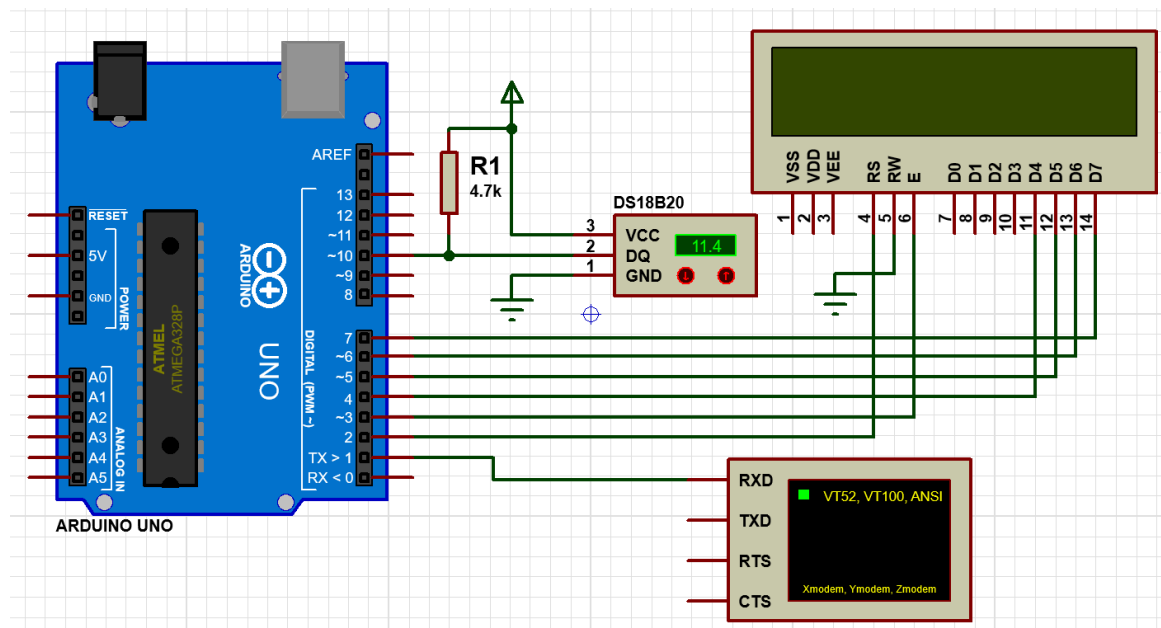 AREF
13
12
~11
~10
~9
8
7
~6
~5
4
~3
2
TX > 1
RX < 0
DIGITAL (PWM ~)
RESET
5V
GND
POWER
A0
A1
A2
A3
A4
A5
ANALOG IN
ATMEL
ATMEGA328P
ARDUINO
UNO
ARDUINO UNO
R1
4.7k
DS18B20
3
2
1
VCC
DQ
GND
11.4
VSS
VDD
VEE
RS
RW
E
D0
D1
D2
D3
D4
D5
D6
D7
1
2
3
4
5
6
7
8
9
10
11
12
13
14
RXD
TXD
RTS
CTS
VT52, VT100, ANSI
Xmodem, Ymodem, Zmodem